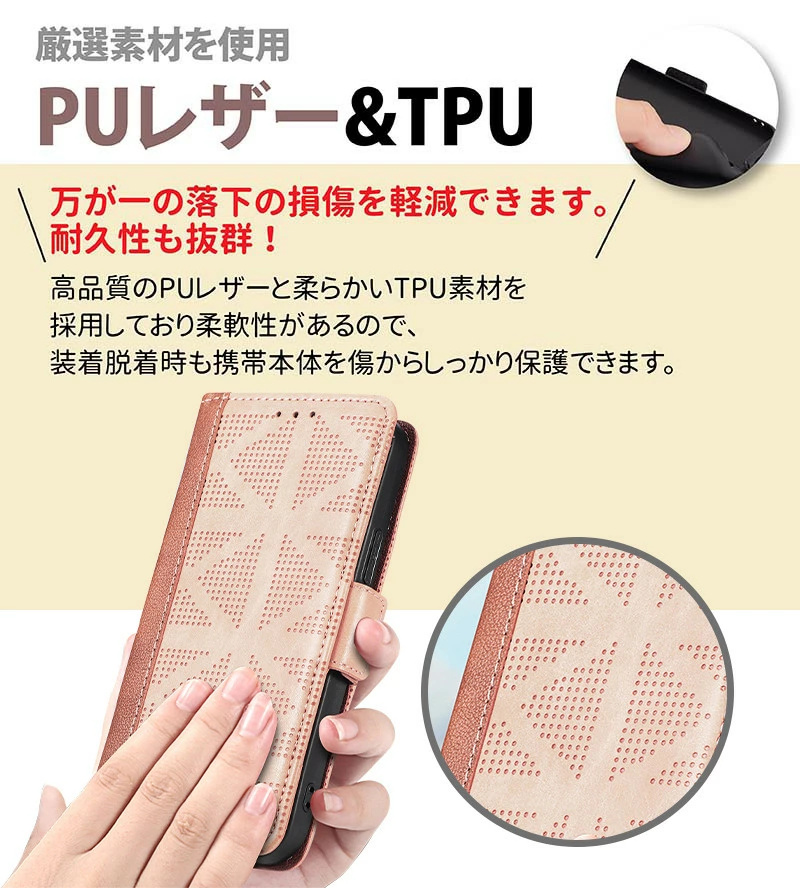 厳選素材を使用
PUレザー&TPU
万が一の落下の損傷を軽減できます。
耐久性も抜群！
高品質のPUレザーと柔らかいTPU素材を
採用しており柔軟性があるので、
装着脱着時も携帯本体を傷からしっかり保護できます。